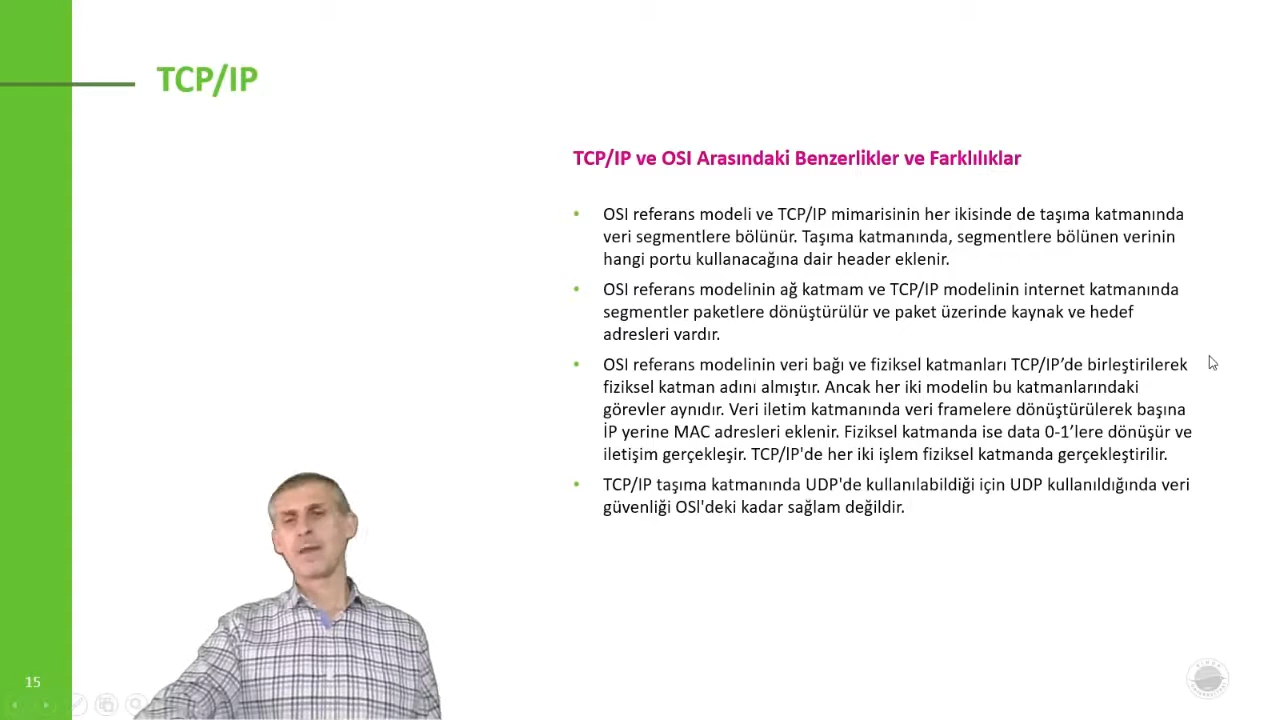 TCP/IP
TCP/IP ve OSI Arasındaki Benzerlikler ve Farklılıklar
• OSI referans modeli ve TCP/IP mimarisinin her ikisinde de taşıma katmanında
veri segmentlere bölünür. Taşıma katmanında, segmentlere bölünen verinin
hangi portu kullanacağına dair header eklenir.
• OSI referans modelinin ağ katmam ve TCP/IP modelinin internet katmanında
segmentler paketlere dönüştürülür ve paket üzerinde kaynak ve hedef
adresleri vardır.
• OSI referans modelinin veri bağı ve fiziksel katmanları TCP/IP’de birleştirilerek
fiziksel katman adını almıştır. Ancak her iki modelin bu katmanlarındaki
görevler aynıdır. Veri iletim katmanında veri framelere dönüştürülerek başına
İP yerine MAC adresleri eklenir. Fiziksel katmanda ise data 0-1’lere dönüşür ve
iletişim gerçekleşir. TCP/lP'de her iki işlem fiziksel katmanda gerçekleştirilir.
• TCP/IP taşıma katmanında UDP'de kullanılabildiği için UDP kullanıldığında veri
güvenliği OSl'deki kadar sağlam değildir.
15